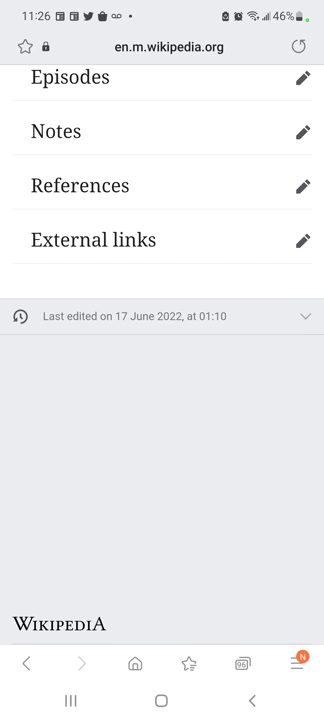 11:26
46%
en.m.wikipedia.org
Episodes
Notes
References
External links
Last edited on 17 June 2022, at 01:10
WIKIPEDIA
96
N